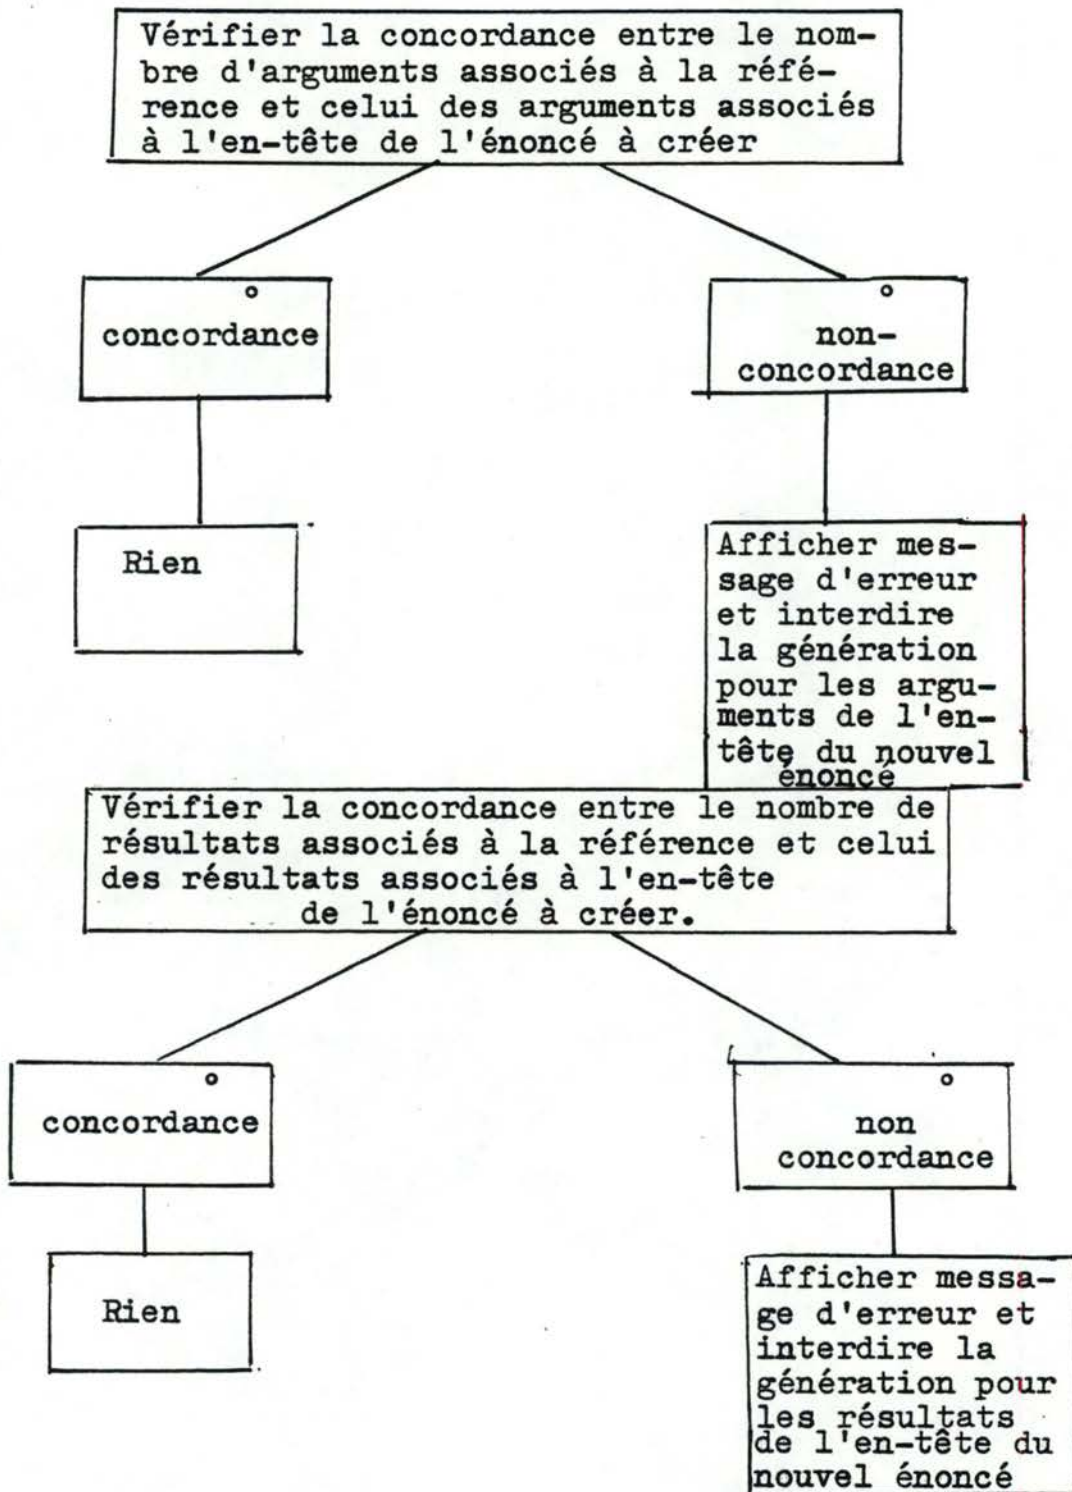 Vérifier la concordance entre le nom-
bre d'arguments associés à la réfé-
rence et celui des arguments associés
à l'en-tête de l'énoncé à créer
concordance
non-
concordance
Rien
Afficher mes-
sage d'erreur
et interdire
la génération
pour les argu-
ments de l'en-
tête du nouvel
énoncé
Vérifier la concordance entre le nombre de
résultats associés à la référence et celui
des résultats associés à l'en-tête
de l'énoncé à créer.
concordance
non
concordance
Rien
Afficher messa-
ge d'erreur et
interdire la
génération pour
les résultats
de l'en-tête du
nouvel énoncé